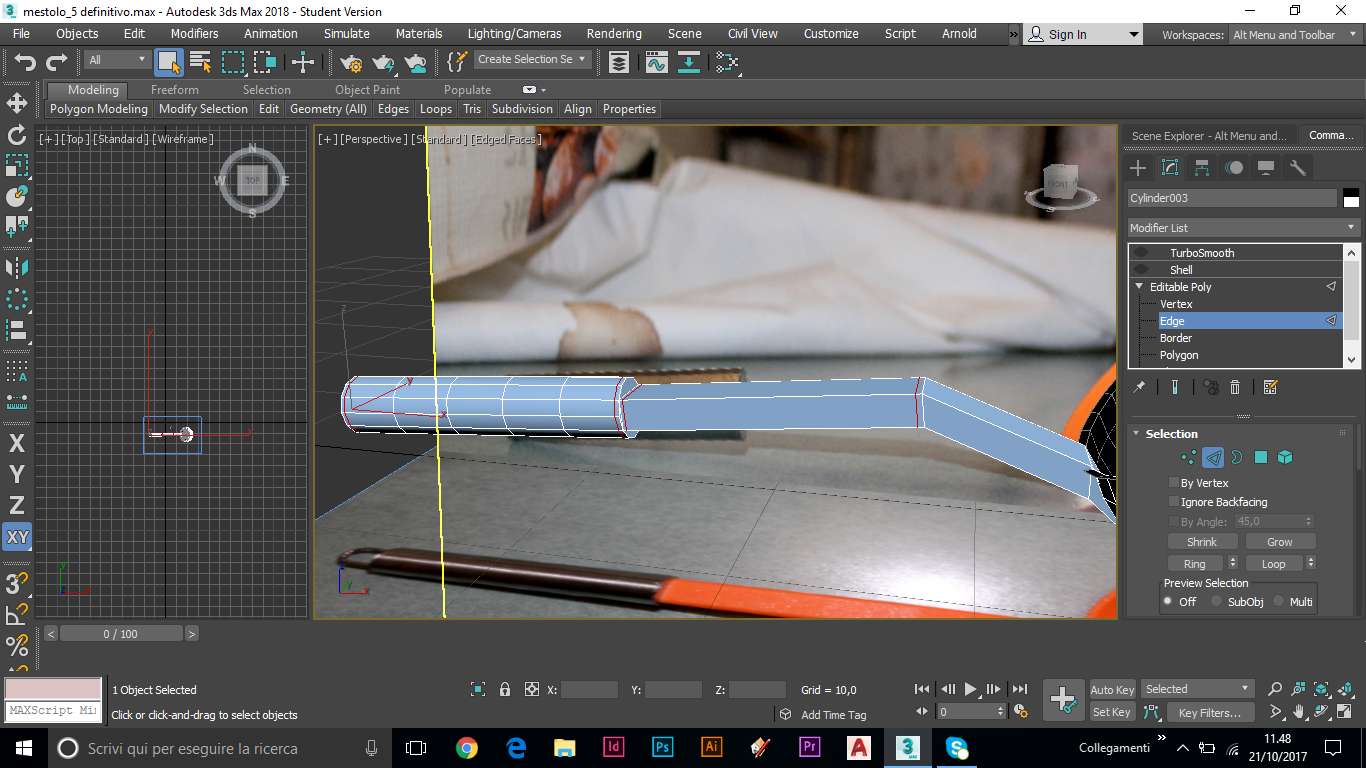 mestolo_5 definitivo.max - Autodesk 3ds Max 2018 - Student Version
File Objects Edit Modifiers Animation Simulate Materials Lighting/Cameras Rendering Scene Civil View Customize Script Arnold » Sign In Workspaces: Alt Menu and Toolbar
All Create Selection Se
Modeling Freeform Selection Object Paint Populate
Polygon Modeling Modify Selection Edit Geometry (All) Edges Loops Tris Subdivision Align Properties
[+] [Top] [Standard] [Wireframe] [+] [Perspective] [Standard] [Edged Faces] Scene Explorer - Alt Menu and... Comma...
N
W TOP E
S
FRONT
Cylinder003
Modifier List
TurboSmooth
Shell
Editable Poly
Vertex
Edge
Border
Polygon
z
y
x
y
x
Selection
By Vertex
Ignore Backfacing
By Angle: 45,0
Shrink Grow
Ring Loop
Preview Selection
Off SubObj Multi
X
Y
Z
XY
3
%
y
z
y
x
< 0 / 100 >
1 Object Selected X: Y: Z: Grid = 10,0 Auto Key Selected
MAXScript Mi Click or click-and-drag to select objects Add Time Tag 0 Set Key Key Filters...
Scrivi qui per eseguire la ricerca Id Ps Ai Pr A 3 MAX S Collegamenti » 11.48
21/10/2017